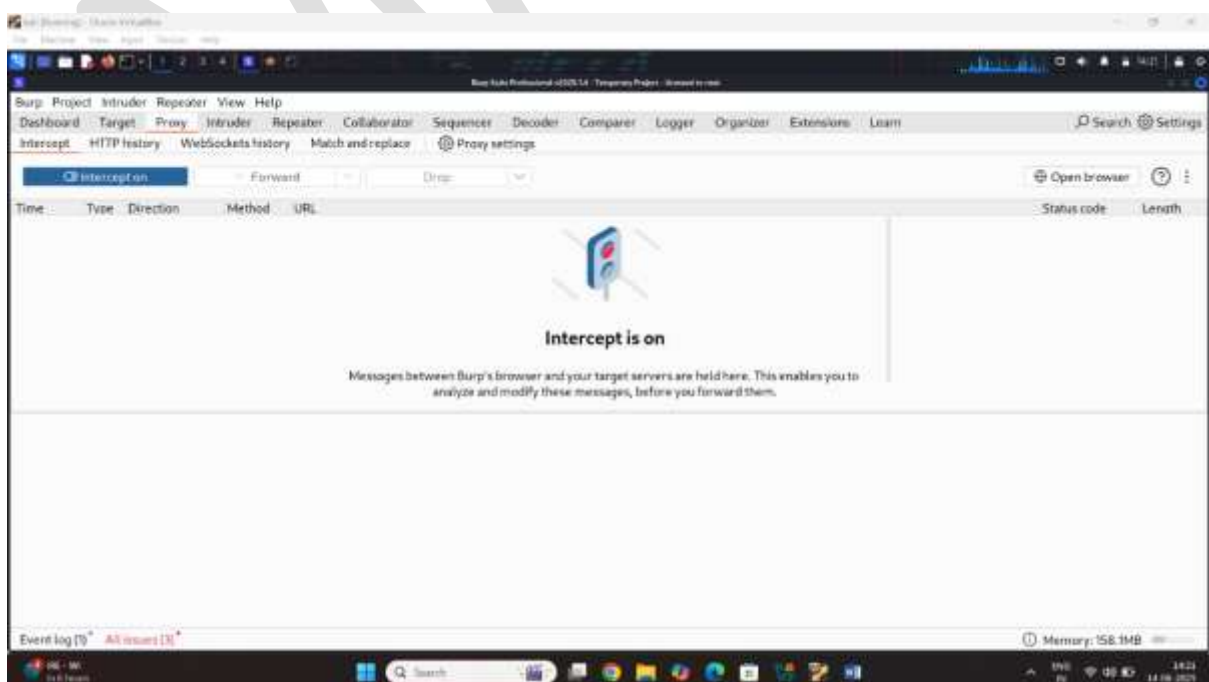 Burp Project Intruder Repeater View Help
Dashboard Target Proxy Intruder Repeater Collaborator Sequencer Decoder Comparer Logger Organizer Extensions Learn Search Settings
Intercept HTTP history WebSockets history Match and replace Proxy settings
Intercept on Forward Drop Open browser
Time Type Direction Method URL Status code Length
Intercept is on
Messages between Burp's browser and your target servers are held here. This enables you to
analyze and modify these messages, before you forward them.
Event log (1) All issues (3) Memory: 158.1MB
Search